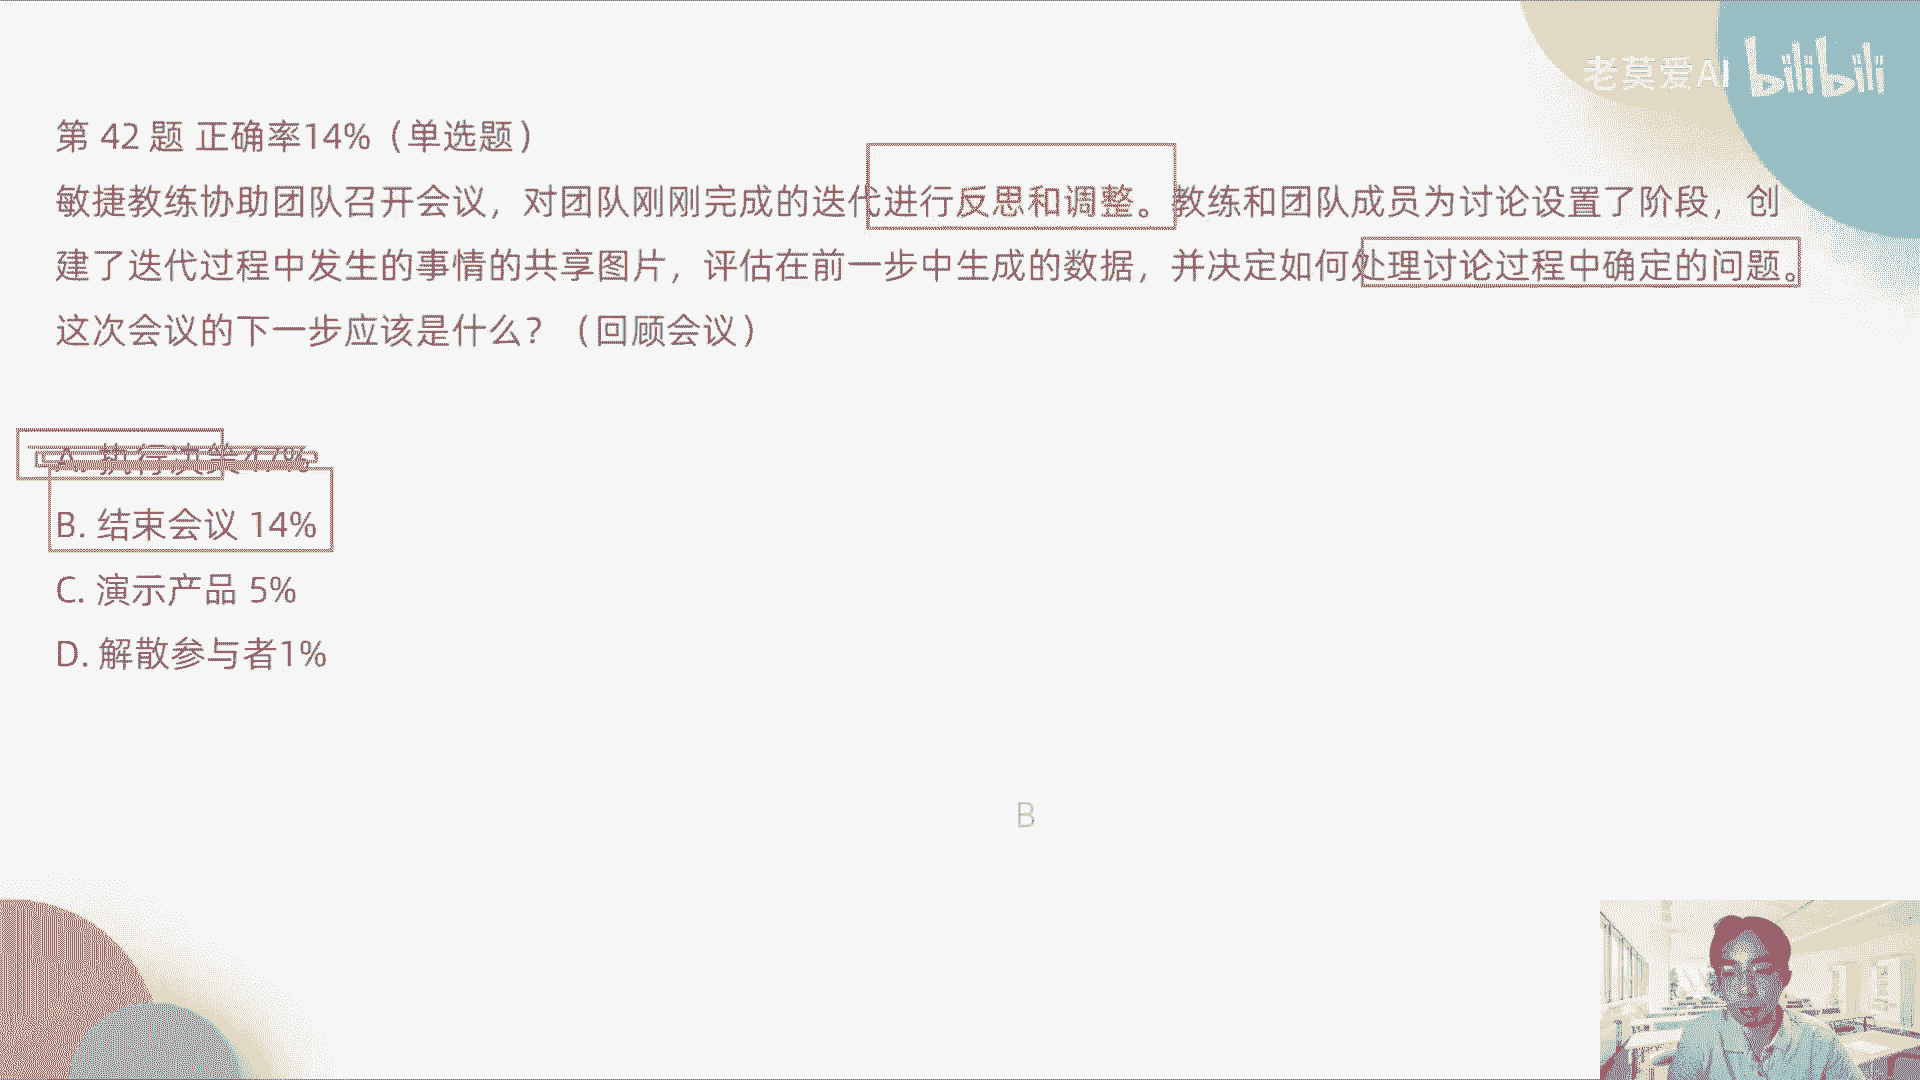 老莫爱AI bilibili
第 42 题 正确率14%（单选题）
敏捷教练协助团队召开会议，对团队刚刚完成的迭代进行反思和调整。教练和团队成员为讨论设置了阶段，创
建了迭代过程中发生的事情的共享图片，评估在前一步中生成的数据，并决定如何处理讨论过程中确定的问题。
这次会议的下一步应该是什么？（回顾会议）
A. 执行决策47%
B. 结束会议 14%
C. 演示产品 5%
D. 解散参与者1%
B